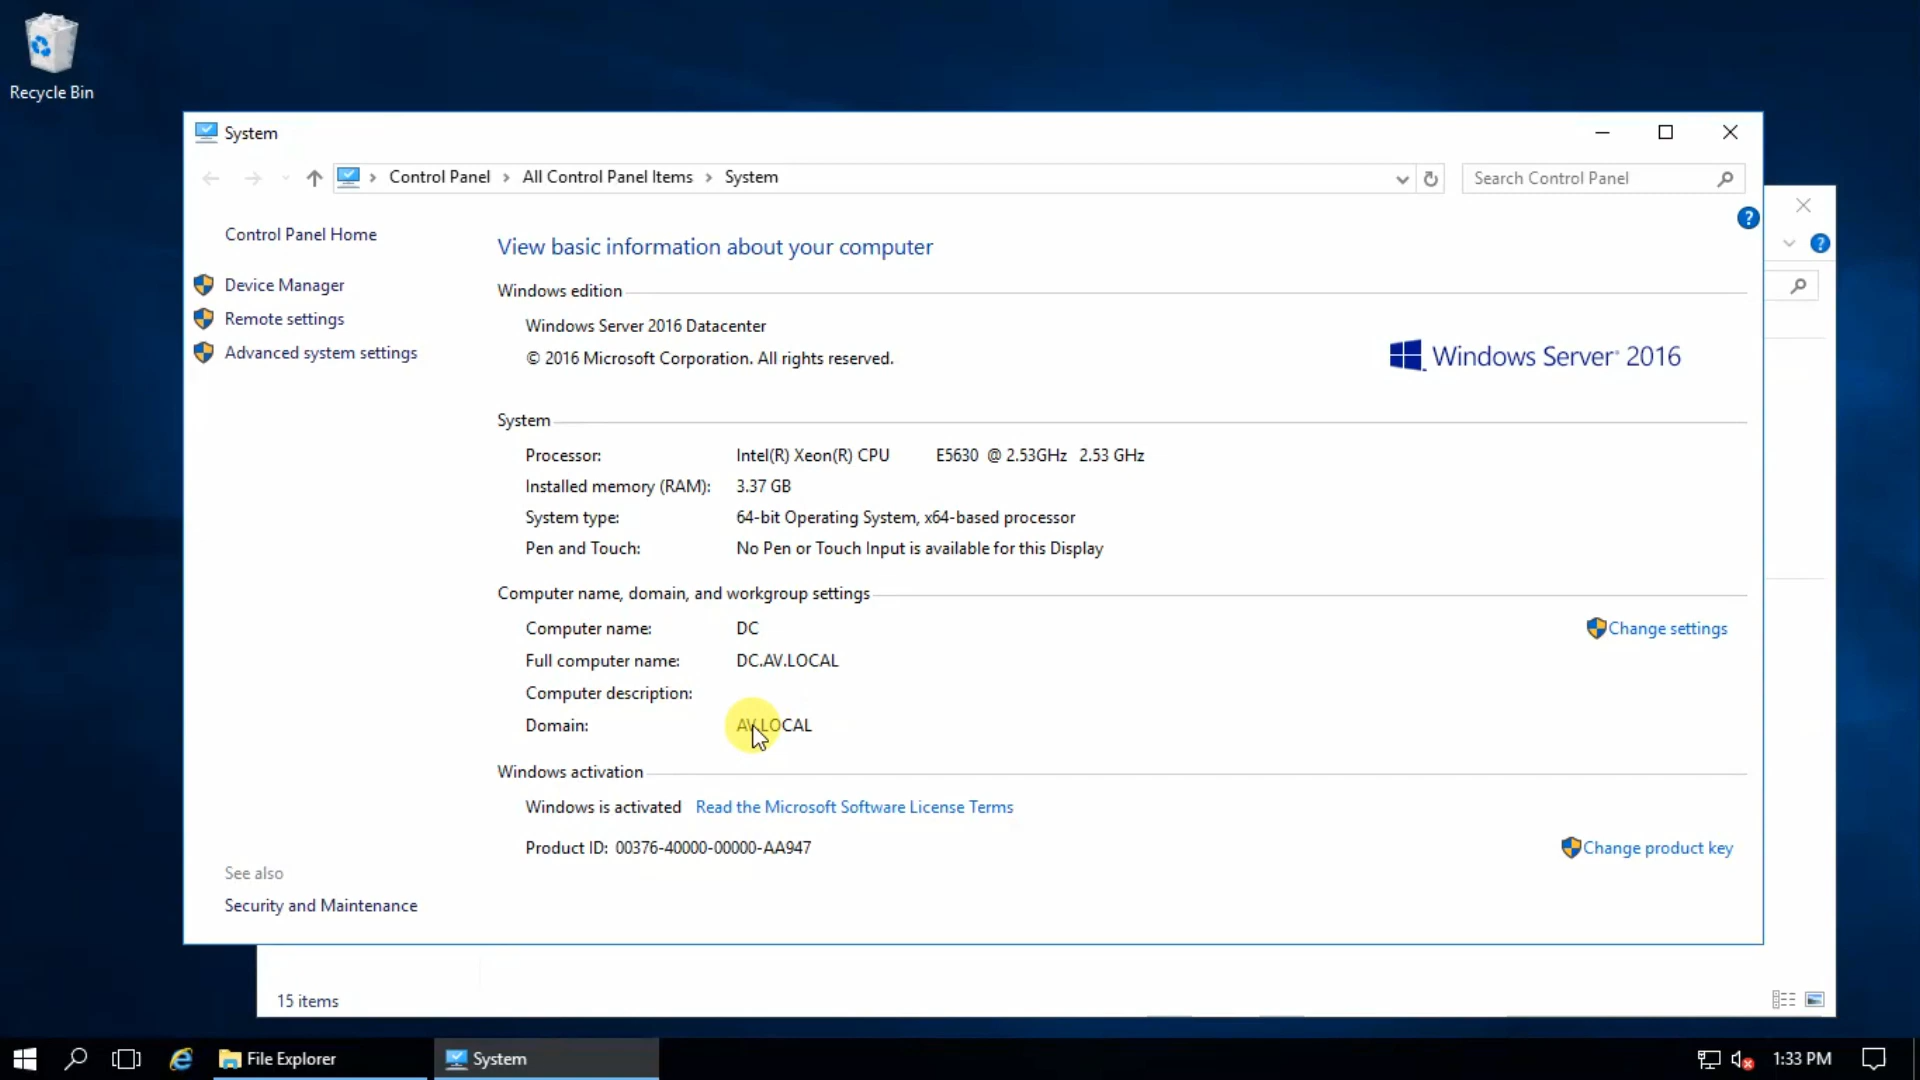 Recycle Bin
System
Control Panel > All Control Panel Items > System
Search Control Panel
Control Panel Home
Device Manager
Remote settings
Advanced system settings
View basic information about your computer
Windows edition
Windows Server 2016 Datacenter
© 2016 Microsoft Corporation. All rights reserved.
Windows Server® 2016
System
Processor: Intel(R) Xeon(R) CPU E5630 @ 2.53GHz 2.53 GHz
Installed memory (RAM): 3.37 GB
System type: 64-bit Operating System, x64-based processor
Pen and Touch: No Pen or Touch Input is available for this Display
Computer name, domain, and workgroup settings
Computer name: DC
Change settings
Full computer name: DC.AV.LOCAL
Computer description:
Domain: AV.LOCAL
Windows activation
Windows is activated Read the Microsoft Software License Terms
Product ID: 00376-40000-00000-AA947
Change product key
See also
Security and Maintenance
15 items
File Explorer
System
1:33 PM